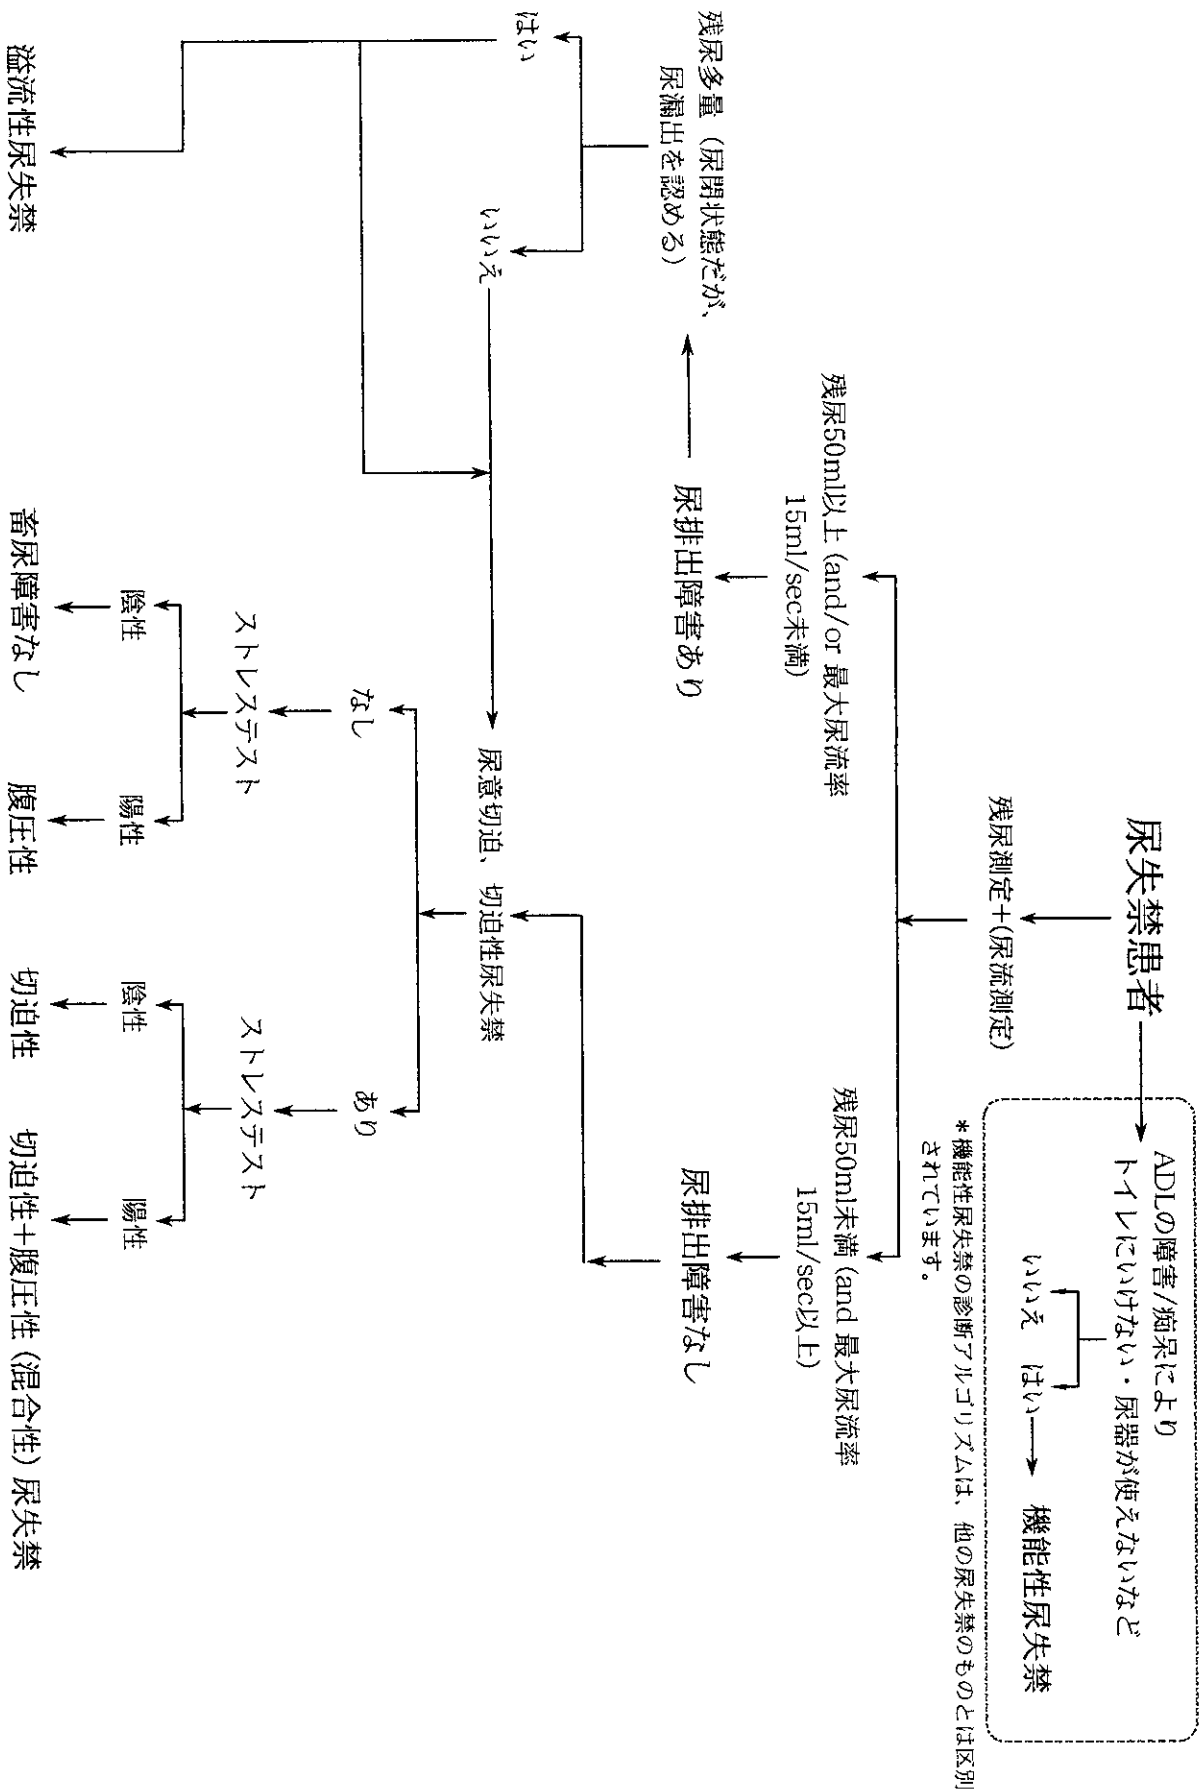 尿失禁患者
ADLの障害/痴呆により
トイレにいけない・尿器が使えないなど
いいえ はい
機能性尿失禁
*機能性尿失禁の診断アルゴリズムは、他の尿失禁のものとは区別
されています。
残尿測定+(尿流測定)
残尿50ml以上 (and/or 最大尿流率
15ml/sec未満)
残尿50ml未満 (and 最大尿流率
15ml/sec以上)
残尿多量 (尿閉状態だが、
尿漏出を認める)
尿排出障害あり
尿排出障害なし
はい
いいえ
尿意切迫、切迫性尿失禁
なし
あり
ストレステスト
ストレステスト
陰性
陽性
陰性
陽性
溢流性尿失禁
畜尿障害なし
腹圧性
切迫性
切迫性+腹圧性 (混合性) 尿失禁